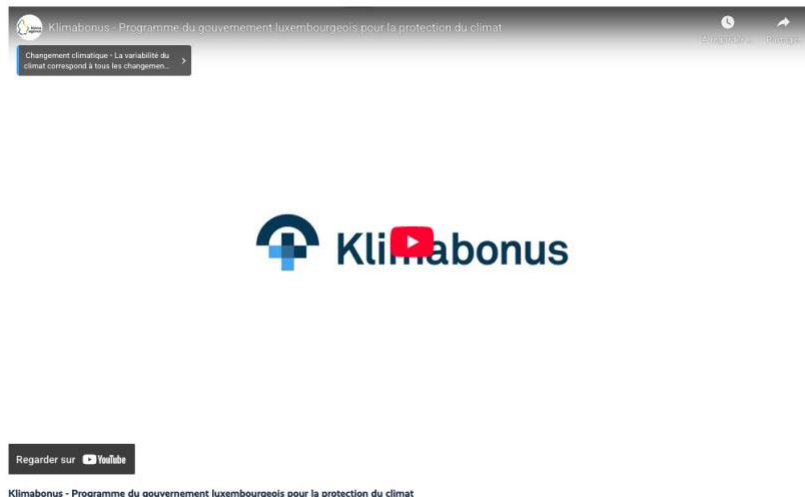 Klimabonus - Programme du gouvernement luxembourgeois pour la protection du climat
Changement climatique • La variabilité du
climat correspond à tous les changemen...
Klimabonus
Regarder sur YouTube
Klimabonus - Programme du gouvernement luxembourgeois pour la protection du climat